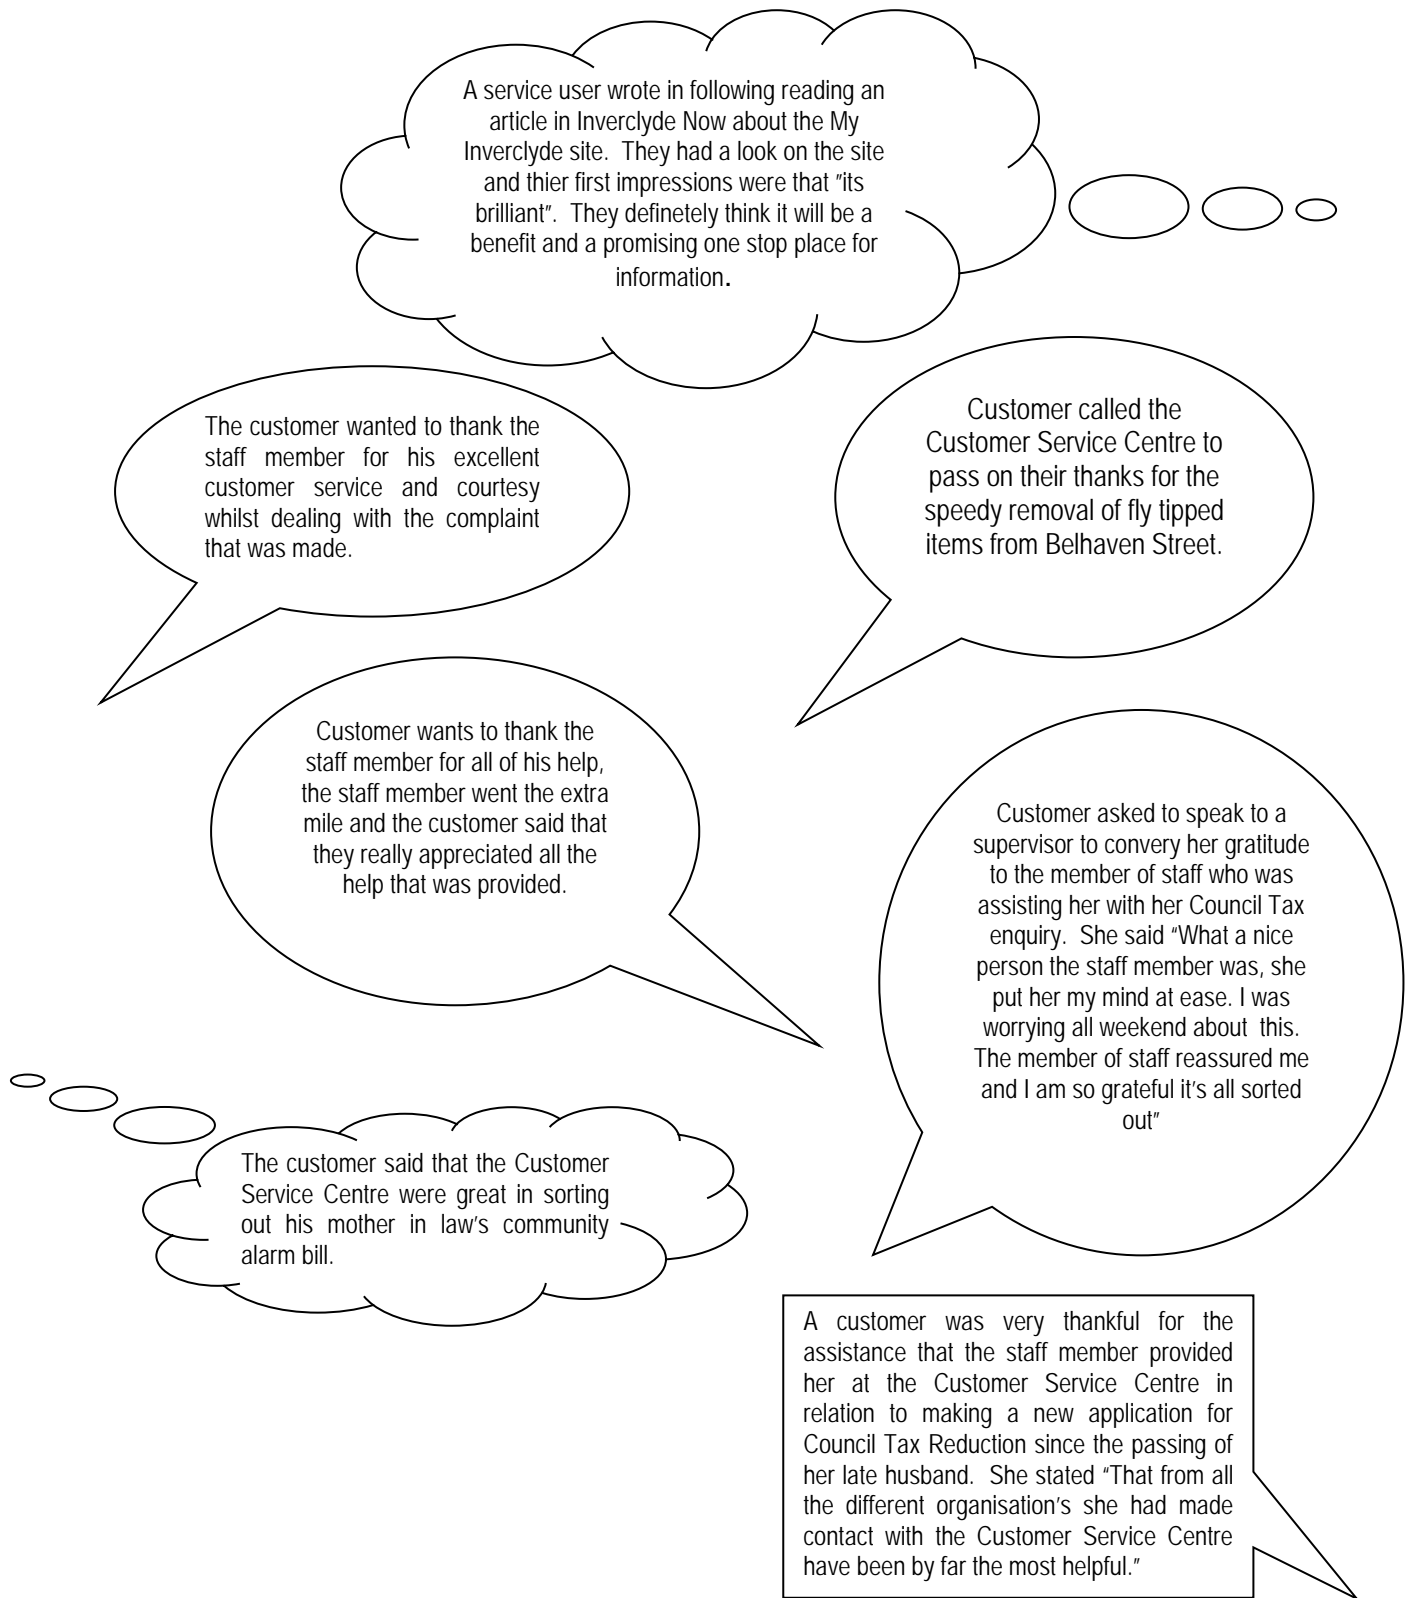 A service user wrote in following reading an
article in Inverclyde Now about the My
Inverclyde site.  They had a look on the site
and thier first impressions were that "its
brilliant".  They definetely think it will be a
benefit and a promising one stop place for
information.
The customer wanted to thank the
staff member for his excellent
customer service and courtesy
whilst dealing with the complaint
that was made.
Customer called the
Customer Service Centre to
pass on their thanks for the
speedy removal of fly tipped
items from Belhaven Street.
Customer wants to thank the
staff member for all of his help,
the staff member went the extra
mile and the customer said that
they really appreciated all the
help that was provided.
Customer asked to speak to a
supervisor to convery her gratitude
to the member of staff who was
assisting her with her Council Tax
enquiry.  She said "What a nice
person the staff member was, she
put her my mind at ease. I was
worrying all weekend about  this.
The member of staff reassured me
and I am so grateful it's all sorted
out"
The customer said that the Customer
Service Centre were great in sorting
out his mother in law's community
alarm bill.
A customer was very thankful for the
assistance that the staff member provided
her at the Customer Service Centre in
relation to making a new application for
Council Tax Reduction since the passing of
her late husband.  She stated "That from all
the different organisation's she had made
contact with the Customer Service Centre
have been by far the most helpful."